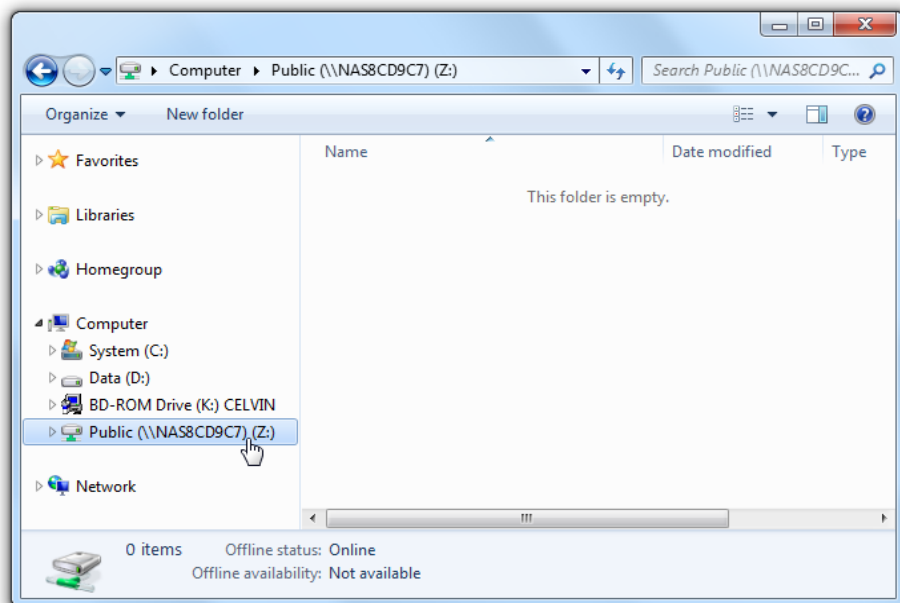 Computer Public (\\NAS8CD9C7) (Z:) Search Public (\\NAS8CD9C...
Organize New folder
Name Date modified Type
This folder is empty.
Favorites
Libraries
Homegroup
Computer
System (C:)
Data (D:)
BD-ROM Drive (K:) CELVIN
Public (\\NAS8CD9C7) (Z:)
Network
0 items Offline status: Online
Offline availability: Not available